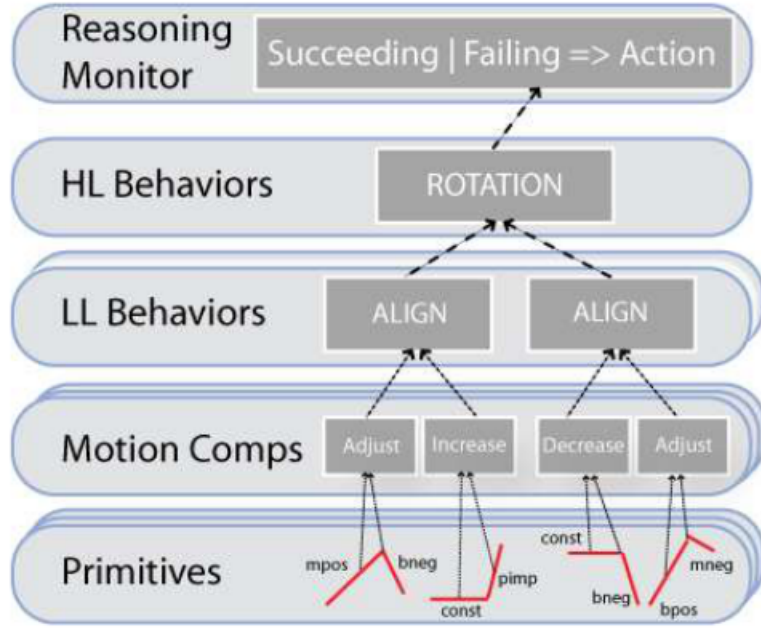 Reasoning
Monitor
Succeeding | Failing => Action
HL Behaviors
ROTATION
LL Behaviors
ALIGN
ALIGN
Motion Comps
Adjust
Increase
Decrease
Adjust
Primitives
mpos
bneg
const
pimp
const
bneg
bpos
mneg